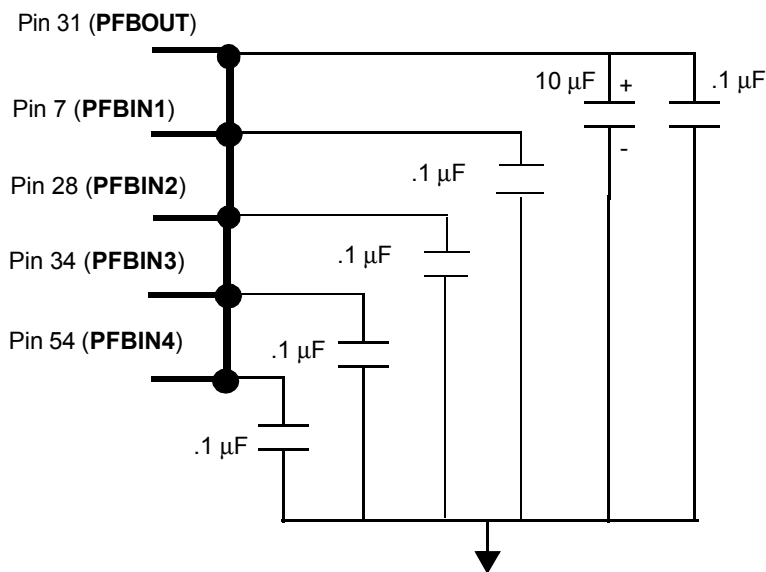 Pin 31 (PFBOUT)
10 μF + .1 μF
-
Pin 7 (PFBIN1)
.1 μF
Pin 28 (PFBIN2)
.1 μF
Pin 34 (PFBIN3)
.1 μF
Pin 54 (PFBIN4)
.1 μF